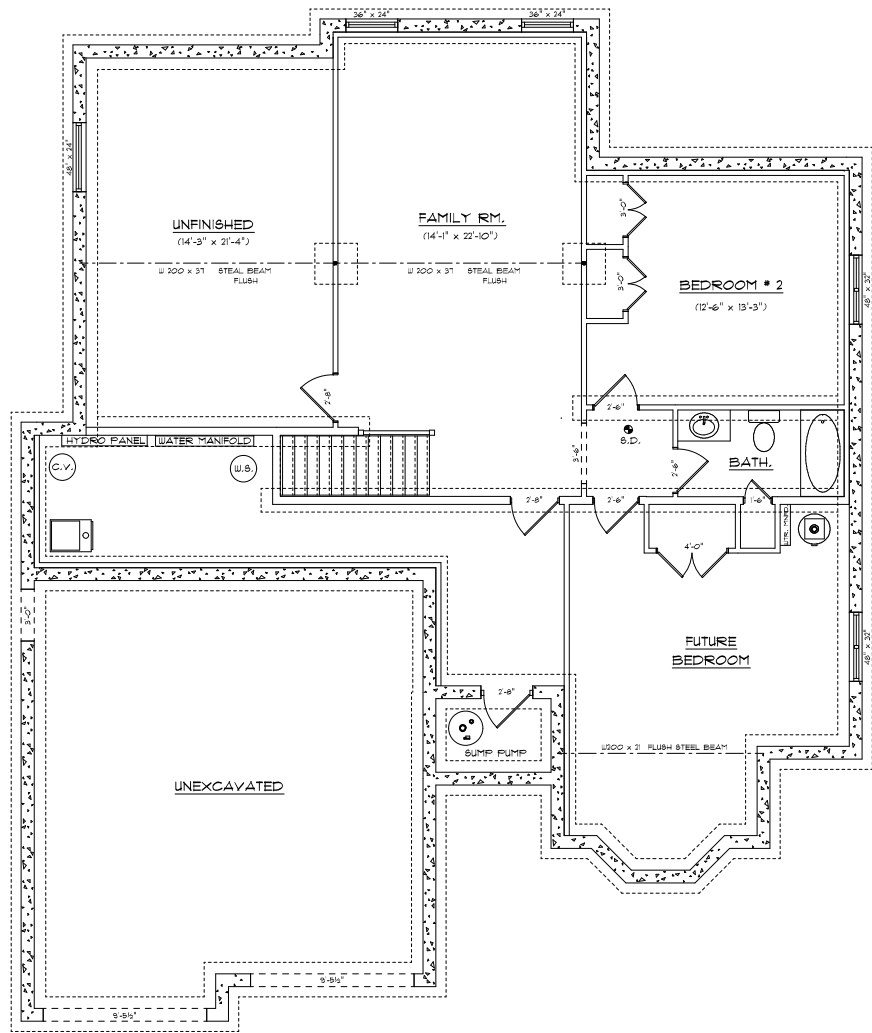 36" x 24"
36" x 24"
48" x 24"
UNFINISHED
(14'-3" x 21'-4")
FAMILY RM.
(14'-1" x 22'-10")
3'-0"
W 200 x 37 STEAL BEAM
FLUSH
W 200 x 37 STEAL BEAM
FLUSH
3'-0"
BEDROOM # 2
(12'-6" x 13'-3")
48" x 32"
2'-8"
2'-6"
HYDRO PANEL
WATER MANIFOLD
S.D.
3'-6"
C.V.
W.S.
2'-6"
BATH.
2'-8"
2'-6"
1'-6"
4'-0"
HTR. MNFD.
3'-0"
FUTURE
BEDROOM
48" x 32"
2'-8"
SUMP PUMP
W200 x 21 FLUSH STEEL BEAM
UNEXCAVATED
9'-5½"
9'-5½"